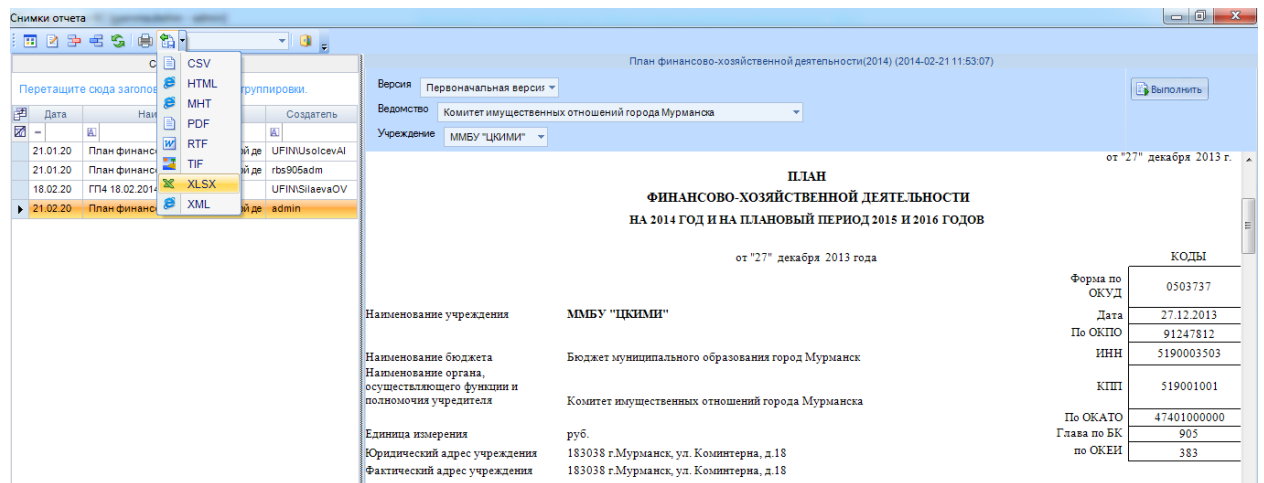 Снимки отчета
План финансово-хозяйственной деятельности(2014) (2014-02-21 11:53:07)
CSV
HTML
MHT
PDF
RTF
TIF
XLSX
XML
Перетащите сюда
группировки.
Дата Создатель
21.01.20 План финанс ой де UFIN\UsolcevAl
21.01.20 План финанс ой де rbs905adm
18.02.20 ГП4 18.02.2014 UFIN\SilaevaOV
21.02.20 План финанс ой де admin
Версия Первоначальная верси
Ведомство Комитет имущественных отношений города Мурманска
Учреждение ММБУ "ЦКИМИ"
Выполнить
от "27" декабря 2013 г.
ПЛАН
ФИНАНСОВО-ХОЗЯЙСТВЕННОЙ ДЕЯТЕЛЬНОСТИ
НА 2014 ГОД И НА ПЛАНОВЫЙ ПЕРИОД 2015 И 2016 ГОДОВ
от "27" декабря 2013 года
КОДЫ
Форма по ОКУД 0503737
Наименование учреждения ММБУ "ЦКИМИ" Дата 27.12.2013
По ОКПО 91247812
Наименование бюджета Бюджет муниципального образования город Мурманск ИНН 5190003503
Наименование органа,
осуществляющего функции и
полномочия учредителя Комитет имущественных отношений города Мурманска
КПП 519001001
По ОКАТО 47401000000
Единица измерения руб. Глава по БК 905
Юридический адрес учреждения 183038 г.Мурманск, ул. Коминтерна, д.18 по ОКЕИ 383
Фактический адрес учреждения 183038 г.Мурманск, ул. Коминтерна, д.18